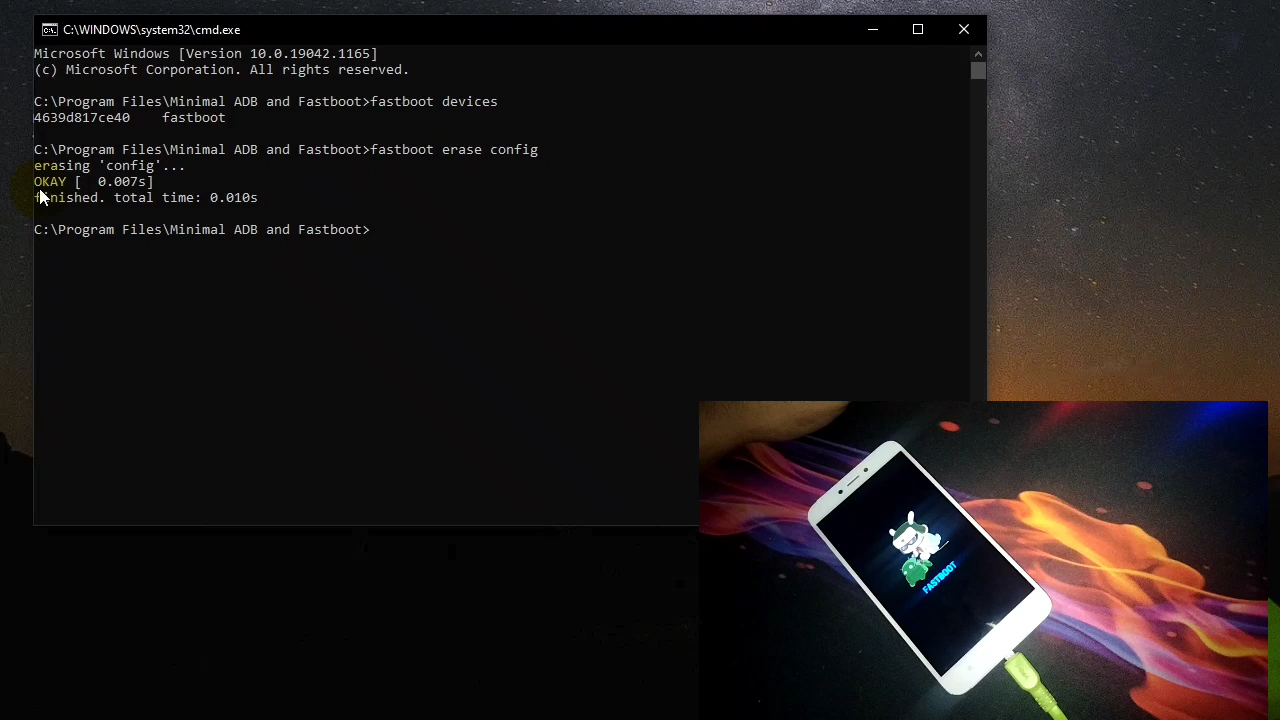 C:\WINDOWS\system32\cmd.exe
Microsoft Windows [Version 10.0.19042.1165]
(c) Microsoft Corporation. All rights reserved.
C:\Program Files\Minimal ADB and Fastboot>fastboot devices
4639d817ce40 fastboot
C:\Program Files\Minimal ADB and Fastboot>fastboot erase config
erasing 'config'...
OKAY [ 0.007s]
finished. total time: 0.010s
C:\Program Files\Minimal ADB and Fastboot>
FASTBOOT